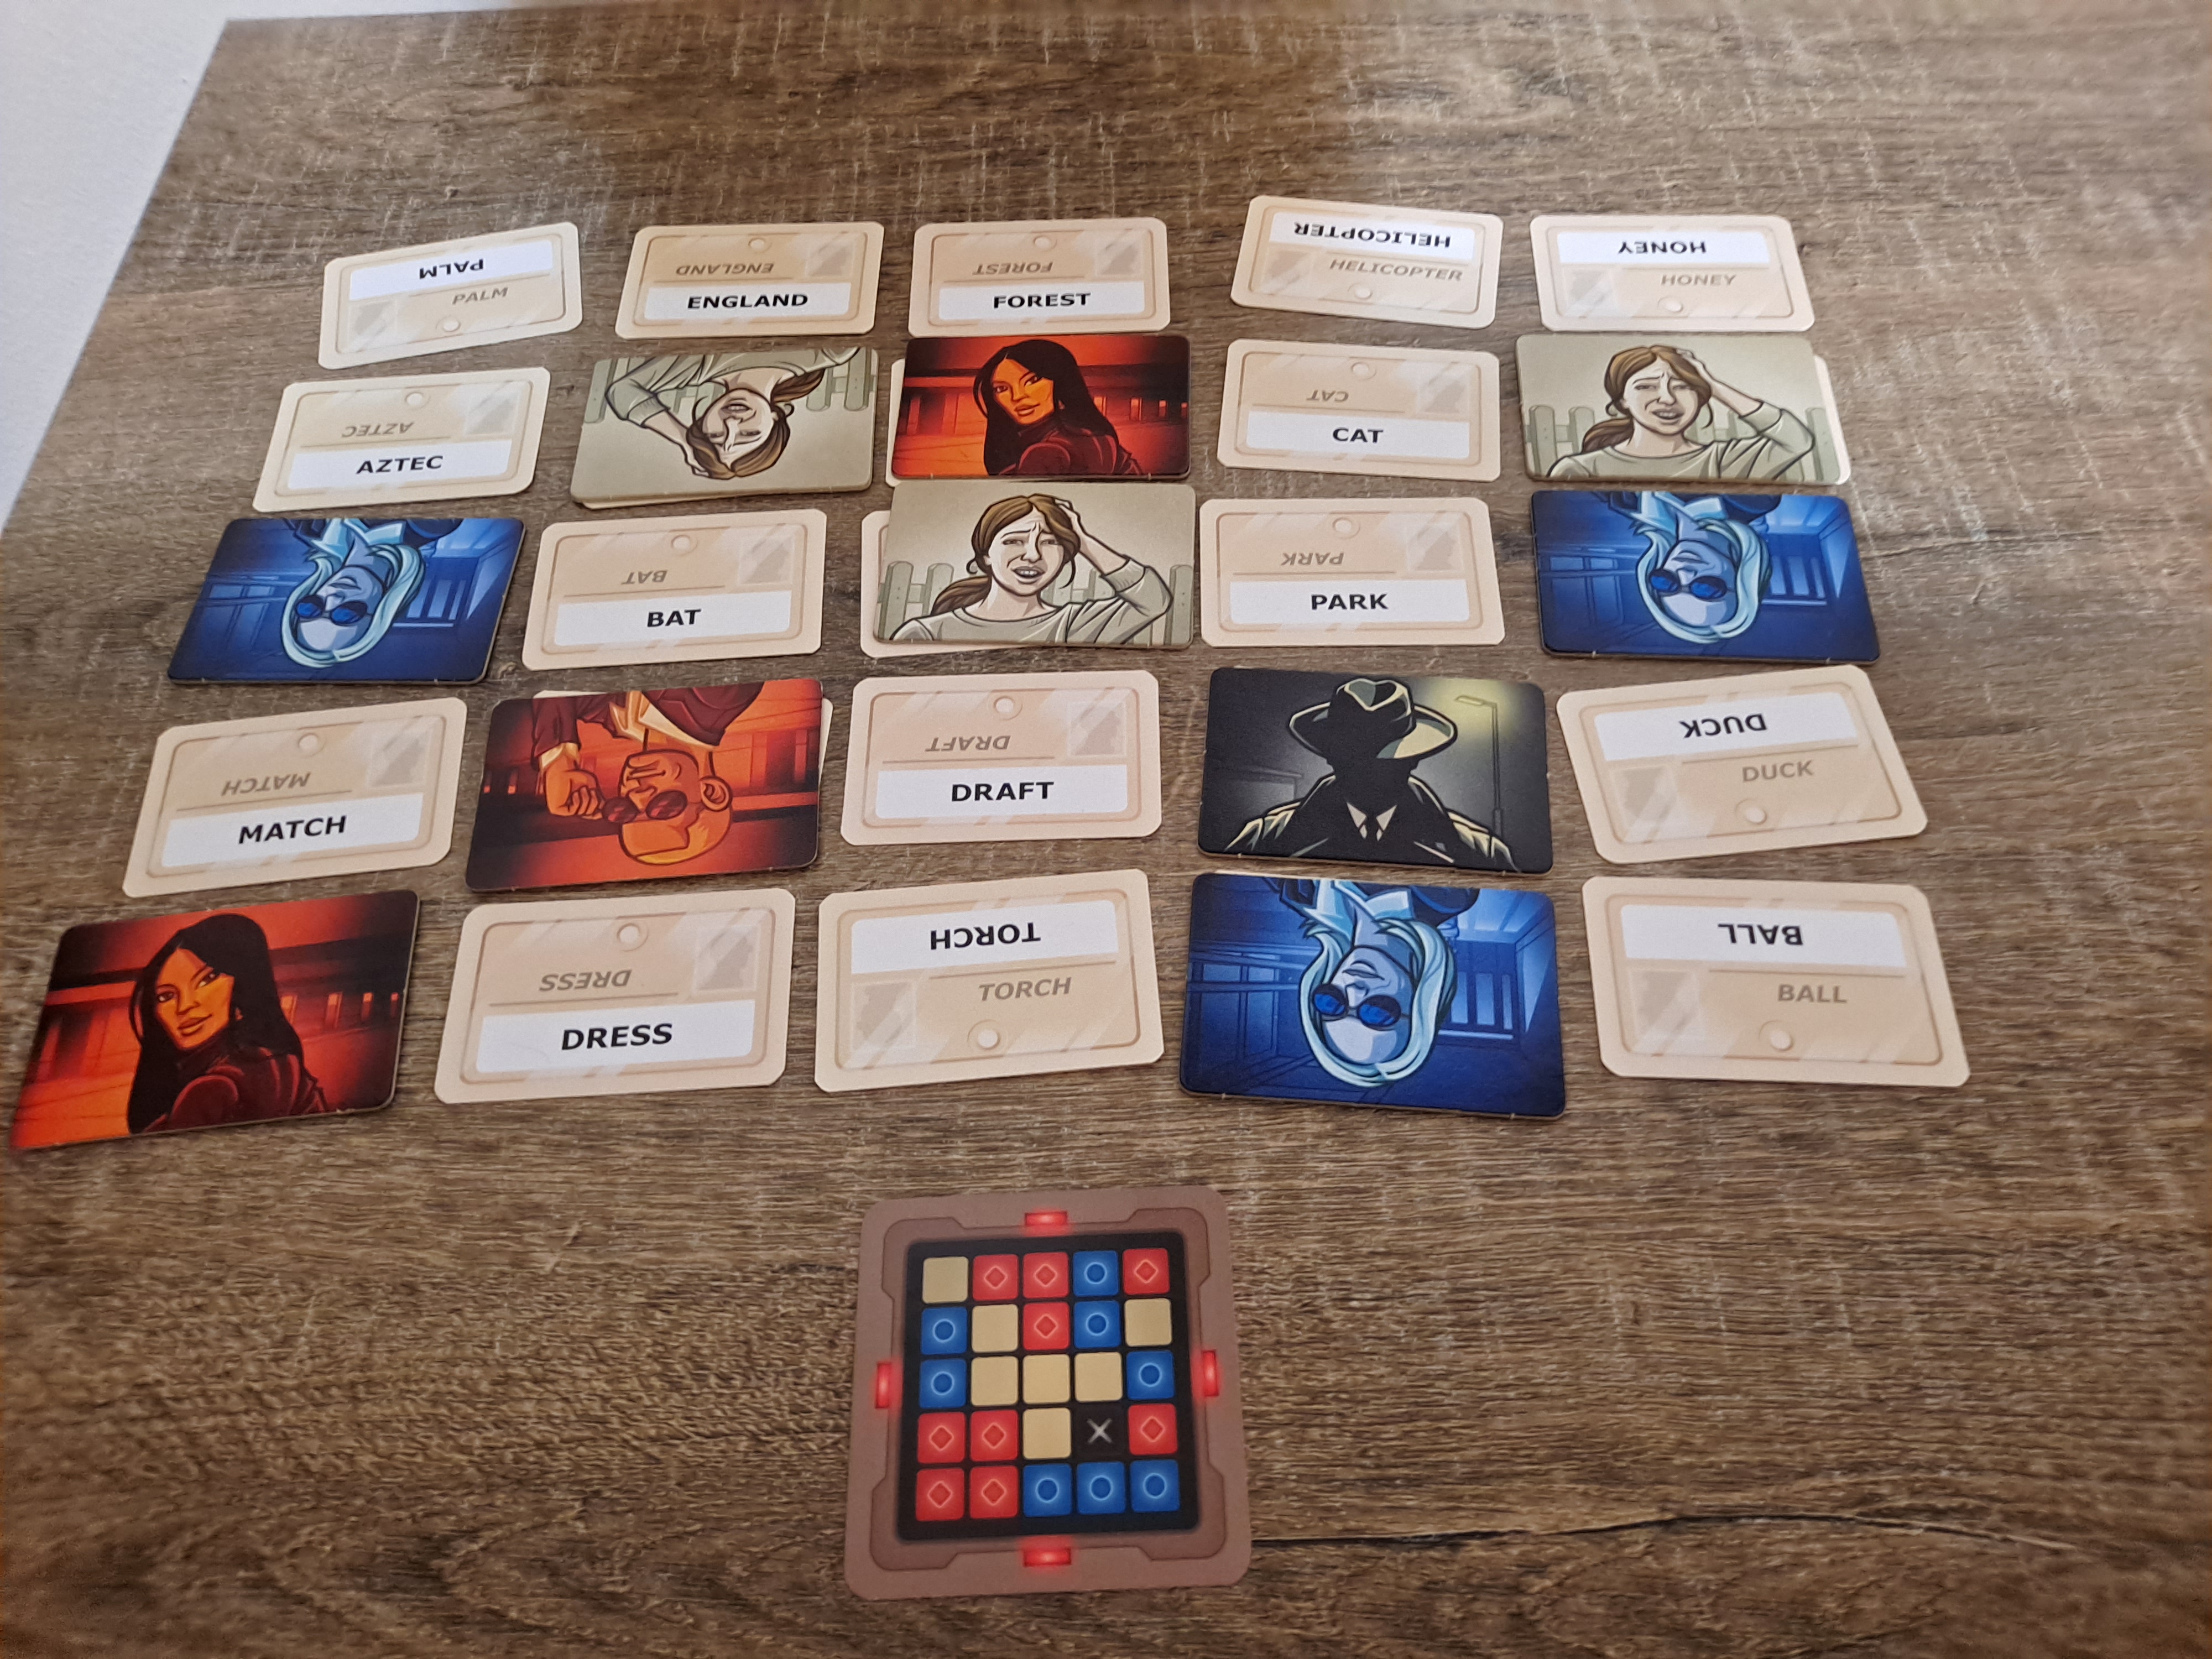 PALM
PALM
ENGLAND
ENGLAND
FOREST
FOREST
HELICOPTER
HELICOPTER
HONEY
HONEY
AZTEC
AZTEC
CAT
CAT
BAT
BAT
PARK
PARK
MATCH
MATCH
DRAFT
DRAFT
DUCK
DUCK
DRESS
DRESS
TORCH
TORCH
BALL
BALL